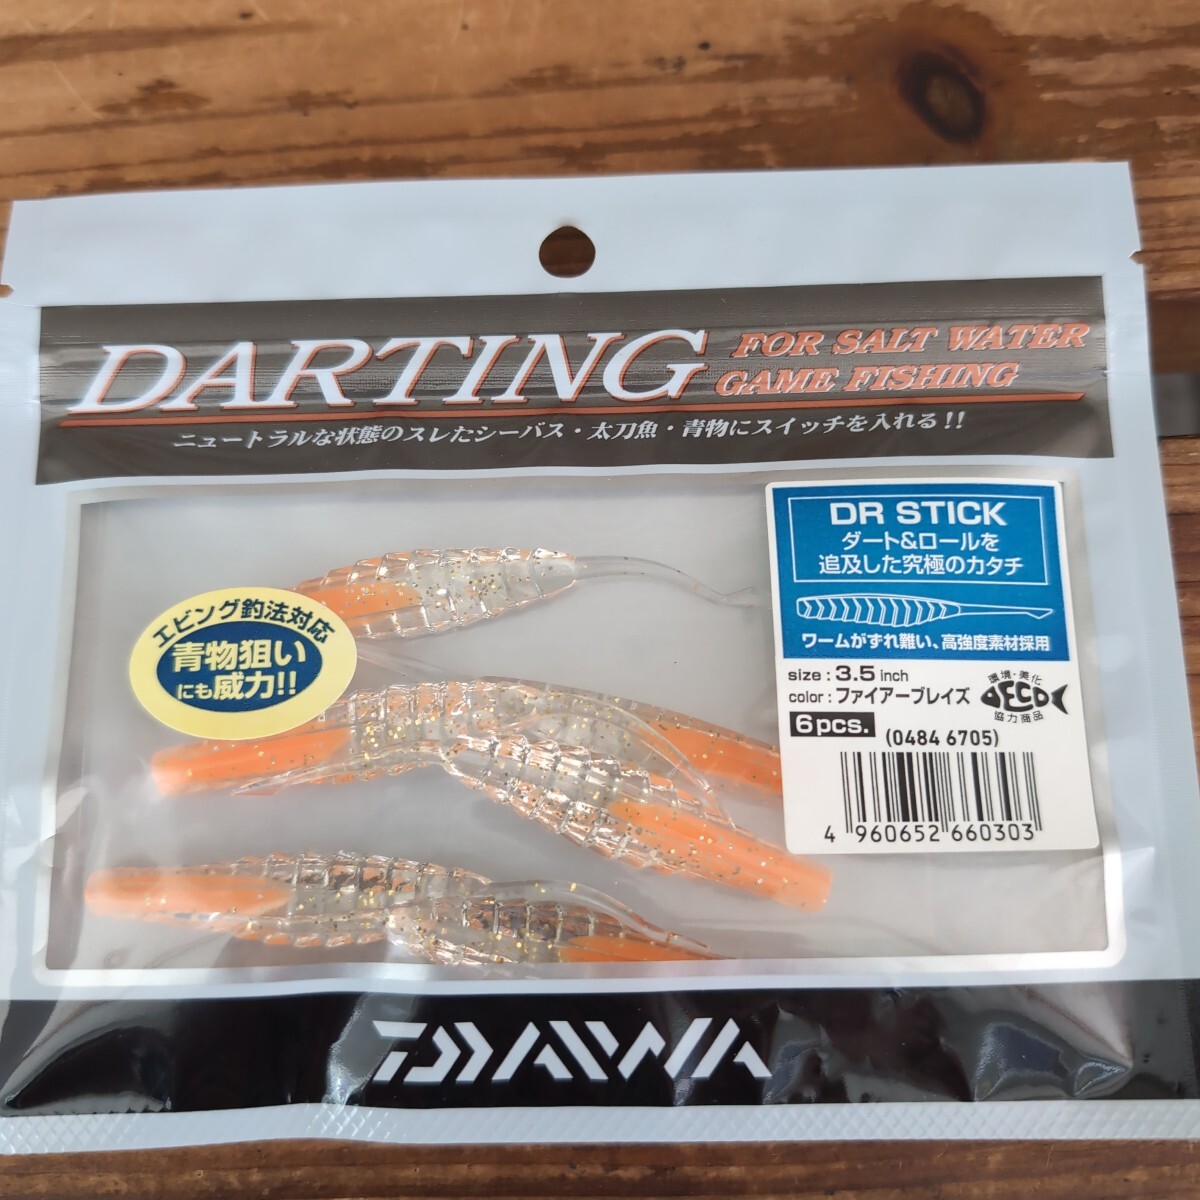 DARTING
FOR SALT WATER
GAME FISHING
ニュートラルな状態のスレたシーバス・太刀魚・青物にスイッチを入れる!!
エビング釣法対応
青物狙い
にも威力!!
DR STICK
ダート&ロールを
追及した究極のカタチ
ワームがずれ難い、高強度素材採用
size : 3.5 inch
color : ファイアーブレイズ
6pcs.
環境・美化
ECO
協力商品
(0484 6705)
4 960652 660303
DAIWA